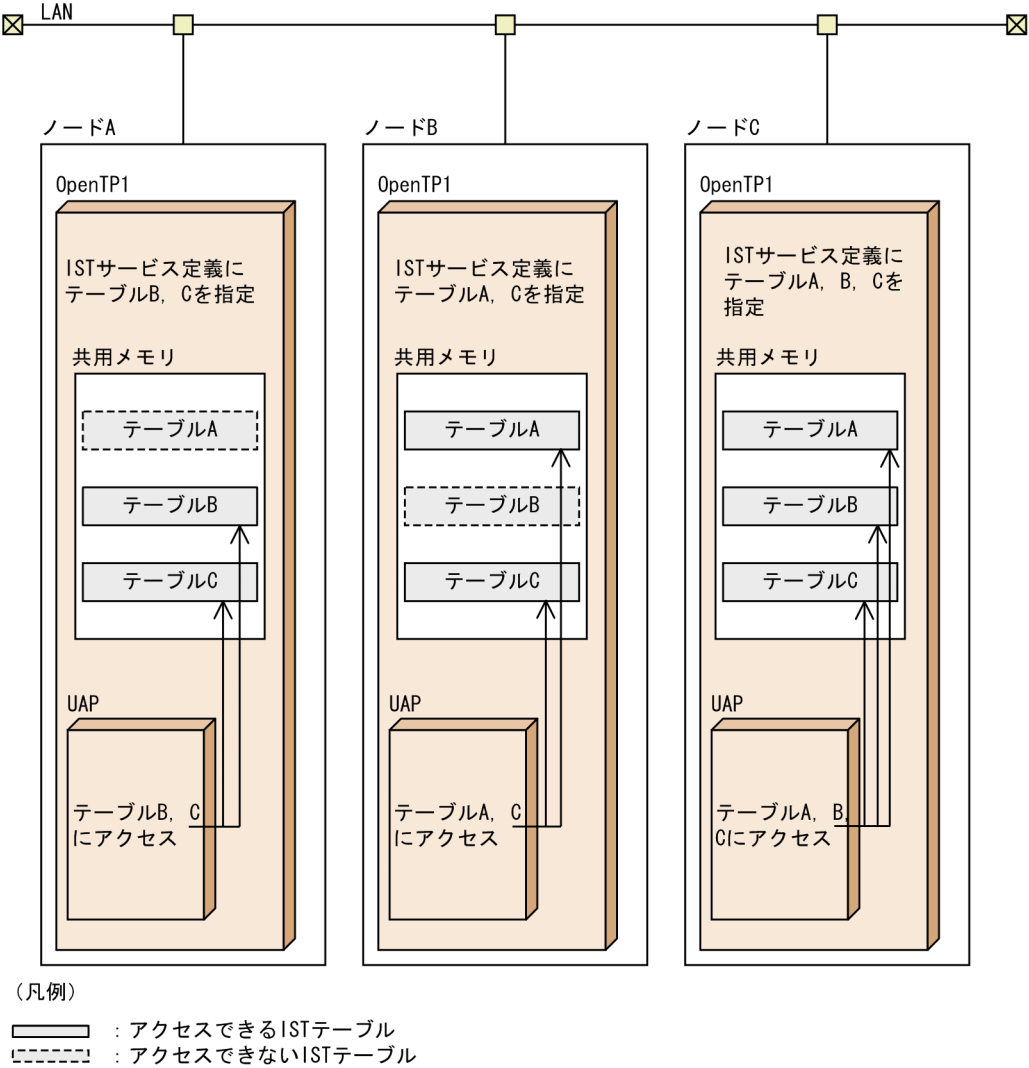 LAN
ノードA
OpenTP1
ISTサービス定義に
テーブルB, Cを指定
共用メモリ
テーブルA
テーブルB
テーブルC
UAP
テーブルB, C
にアクセス
ノードB
OpenTP1
ISTサービス定義に
テーブルA, Cを指定
共用メモリ
テーブルA
テーブルB
テーブルC
UAP
テーブルA, C
にアクセス
ノードC
OpenTP1
ISTサービス定義に
テーブルA, B, Cを
指定
共用メモリ
テーブルA
テーブルB
テーブルC
UAP
テーブルA, B,
Cにアクセス
(凡例)
：アクセスできるISTテーブル
：アクセスできないISTテーブル